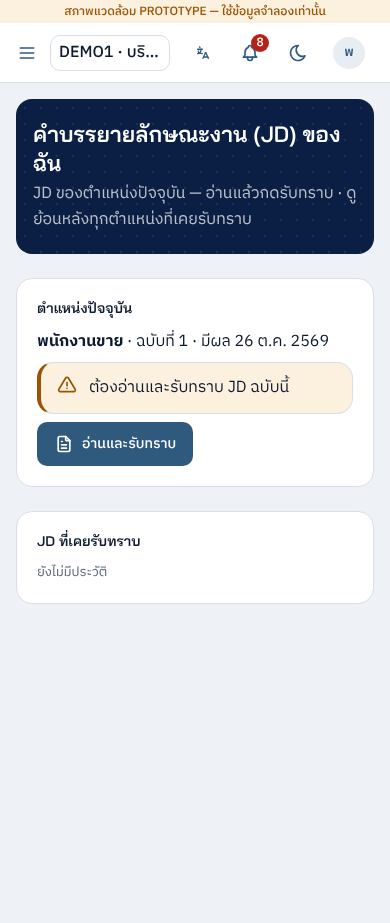 สภาพแวดล้อม PROTOTYPE — ใช้ข้อมูลจำลองเท่านั้น
DEMO1 · บริ...
8
W
คำบรรยายลักษณะงาน (JD) ของ
ฉัน
JD ของตำแหน่งปัจจุบัน — อ่านแล้วกดรับทราบ · ดู
ย้อนหลังทุกตำแหน่งที่เคยรับทราบ
ตำแหน่งปัจจุบัน
พนักงานขาย · ฉบับที่ 1 · มีผล 26 ต.ค. 2569
ต้องอ่านและรับทราบ JD ฉบับนี้
อ่านและรับทราบ
JD ที่เคยรับทราบ
ยังไม่มีประวัติ